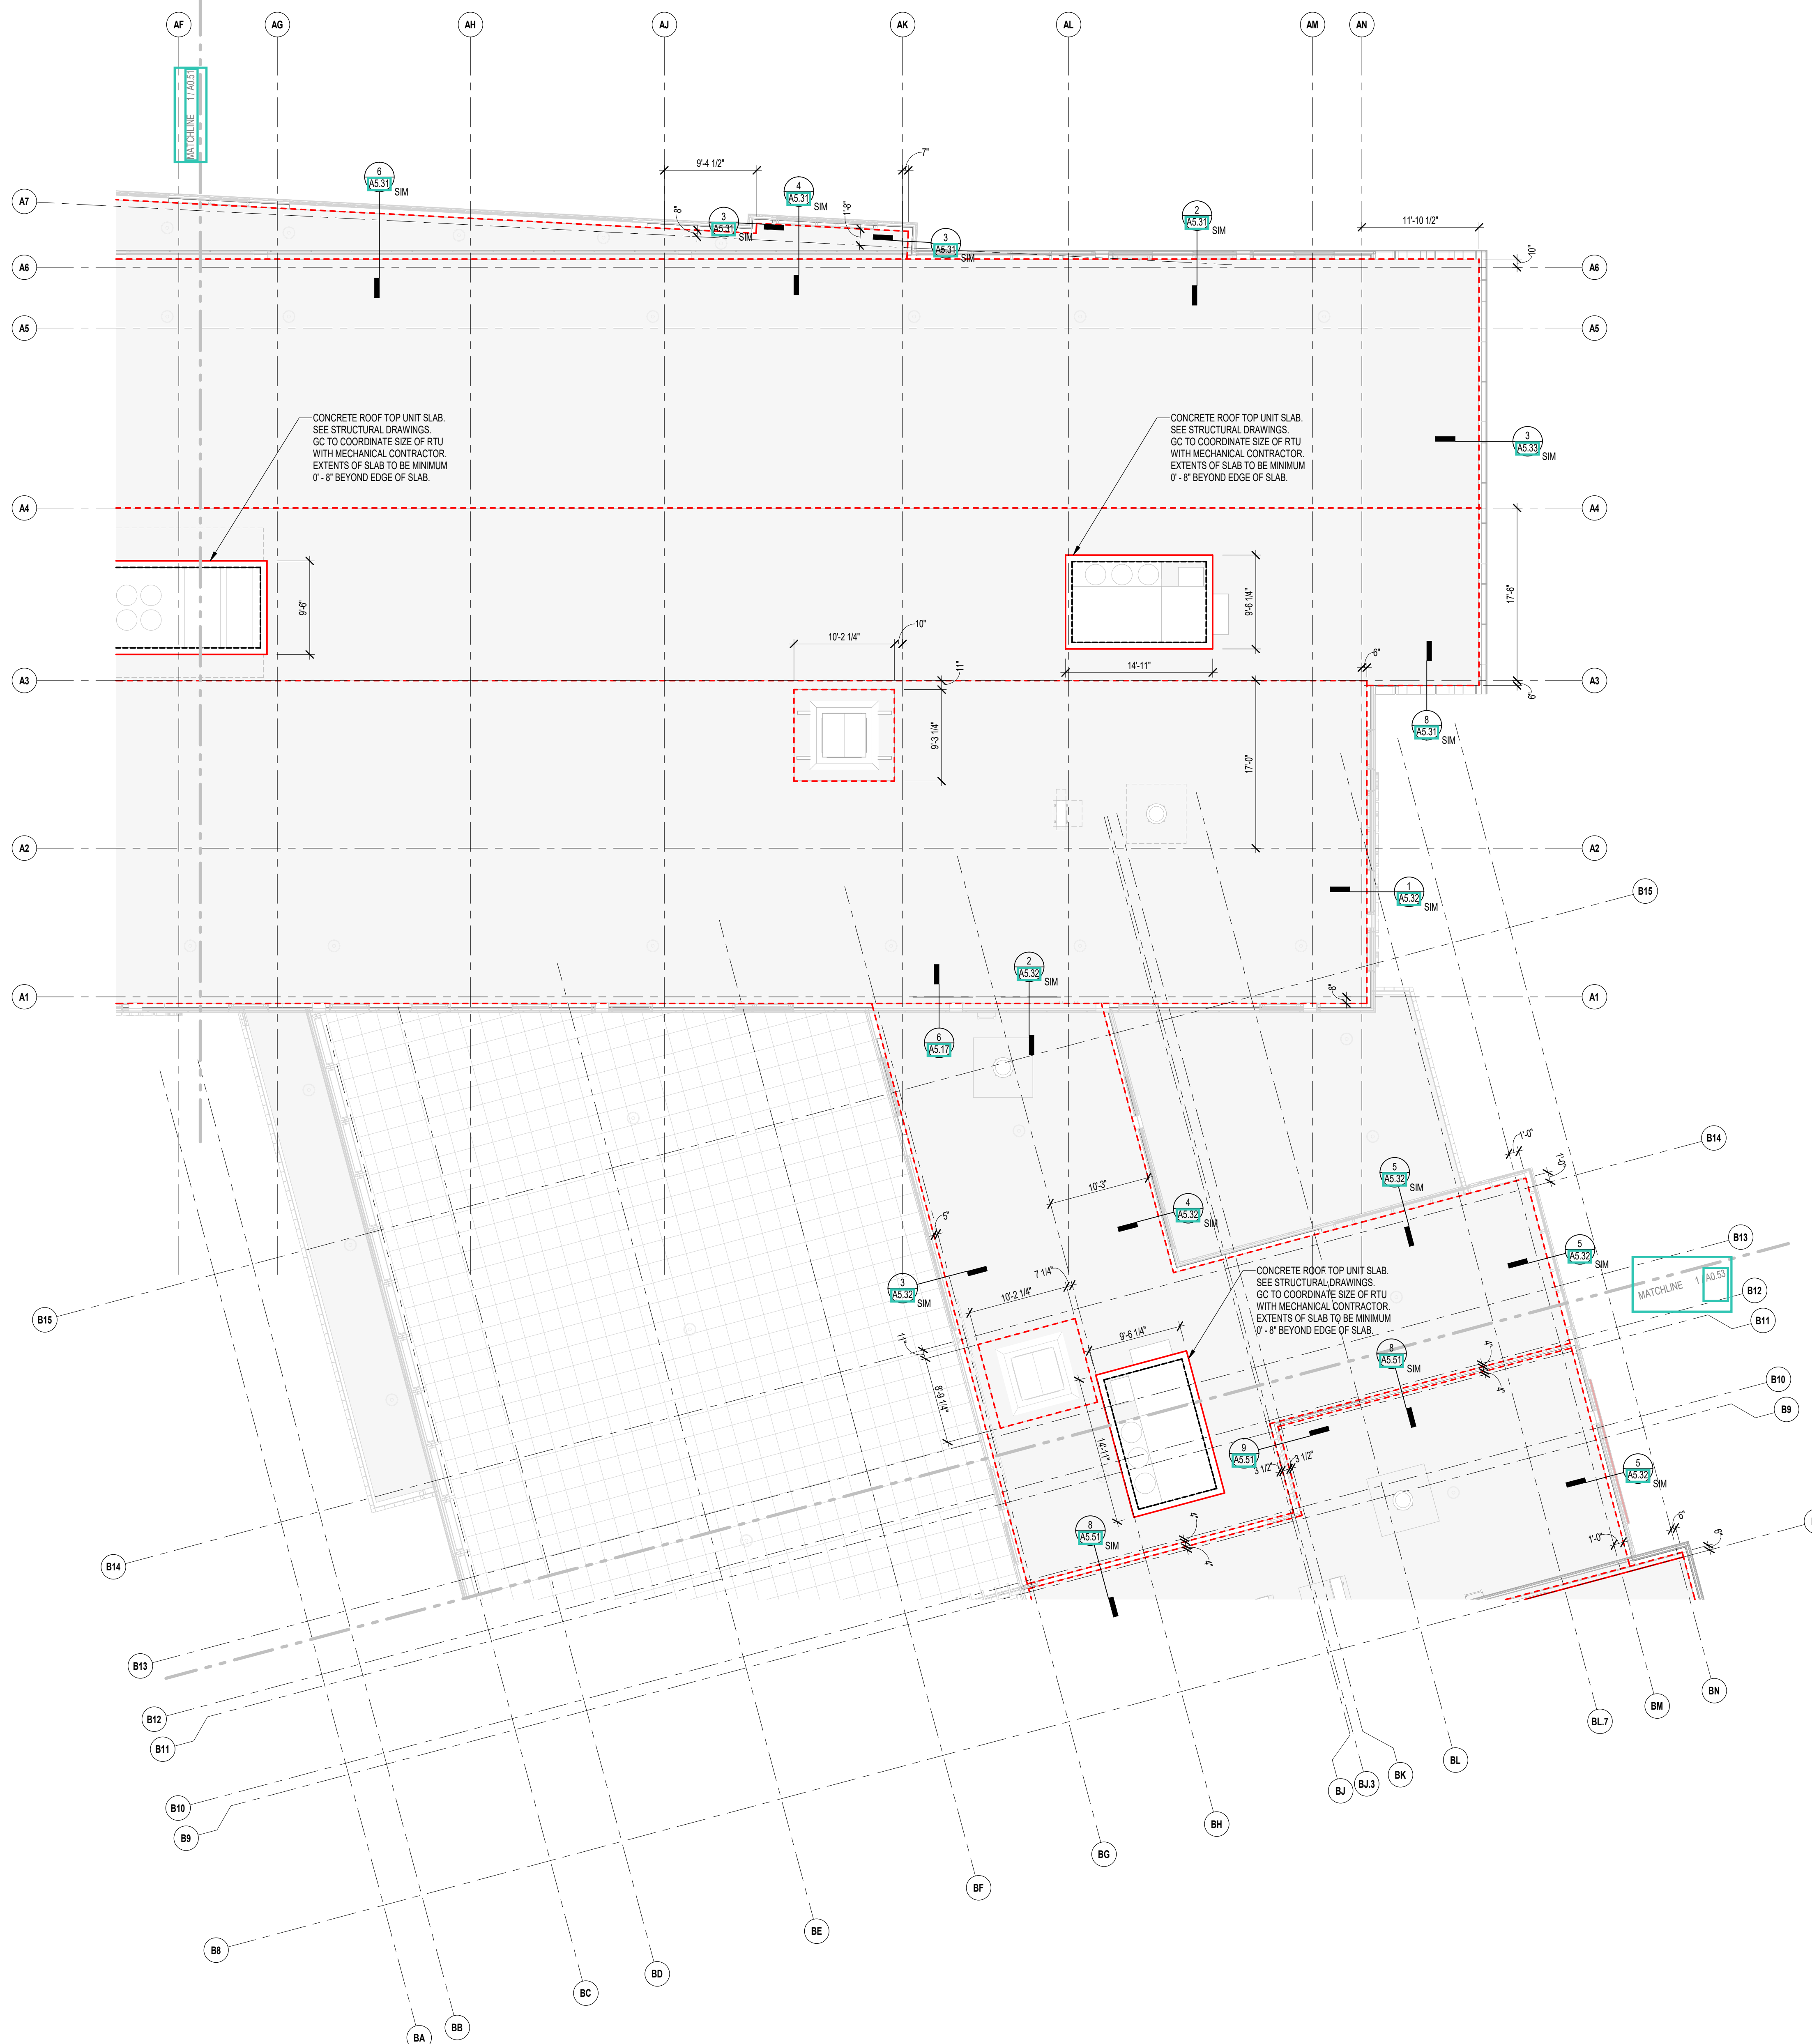 AF
AG
AH
AJ
AK
AL
AM
AN
MATCHLINE 1 / A0.51
A7
6
A5.31
SIM
9'-4 1/2"
8"
3
A5.31
SIM
4
A5.31
SIM
1'-8"
7"
3
A5.31
SIM
2
A5.31
SIM
11'-10 1/2"
10"
A6
A6
A5
A5
CONCRETE ROOF TOP UNIT SLAB.
SEE STRUCTURAL DRAWINGS.
GC TO COORDINATE SIZE OF RTU
WITH MECHANICAL CONTRACTOR.
EXTENTS OF SLAB TO BE MINIMUM
0' - 8" BEYOND EDGE OF SLAB.
CONCRETE ROOF TOP UNIT SLAB.
SEE STRUCTURAL DRAWINGS.
GC TO COORDINATE SIZE OF RTU
WITH MECHANICAL CONTRACTOR.
EXTENTS OF SLAB TO BE MINIMUM
0' - 8" BEYOND EDGE OF SLAB.
3
A5.33
SIM
A4
A4
9'-6"
9'-6 1/4"
17'-6"
10'-2 1/4"
10"
14'-11"
6"
A3
11"
A3
6"
9'-3 1/4"
17'-0"
8
A5.31
SIM
A2
A2
1
A5.32
SIM
B15
A1
2
A5.32
SIM
8"
A1
6
A5.17
B14
1'-0"
1'-0"
10'-3"
5
A5.32
SIM
4
A5.32
SIM
5"
B13
5
A5.32
SIM
3
A5.32
SIM
7 1/4"
10'-2 1/4"
CONCRETE ROOF TOP UNIT SLAB.
SEE STRUCTURAL DRAWINGS.
GC TO COORDINATE SIZE OF RTU
WITH MECHANICAL CONTRACTOR.
EXTENTS OF SLAB TO BE MINIMUM
0' - 8" BEYOND EDGE OF SLAB.
MATCHLINE 1 / A0.53
B12
B11
B15
11"
9'-6 1/4"
8
A5.51
SIM
4"
4"
B10
B9
8'-9 1/4"
14'-11"
9
A5.51
3 1/2"
3 1/2"
5
A5.32
SIM
8
A5.51
SIM
4"
4"
1'-0"
6"
6"
B14
B13
B12
B11
B10
B9
B8
BN
BM
BL.7
BL
BK
BJ.3
BJ
BH
BG
BF
BE
BD
BC
BB
BA